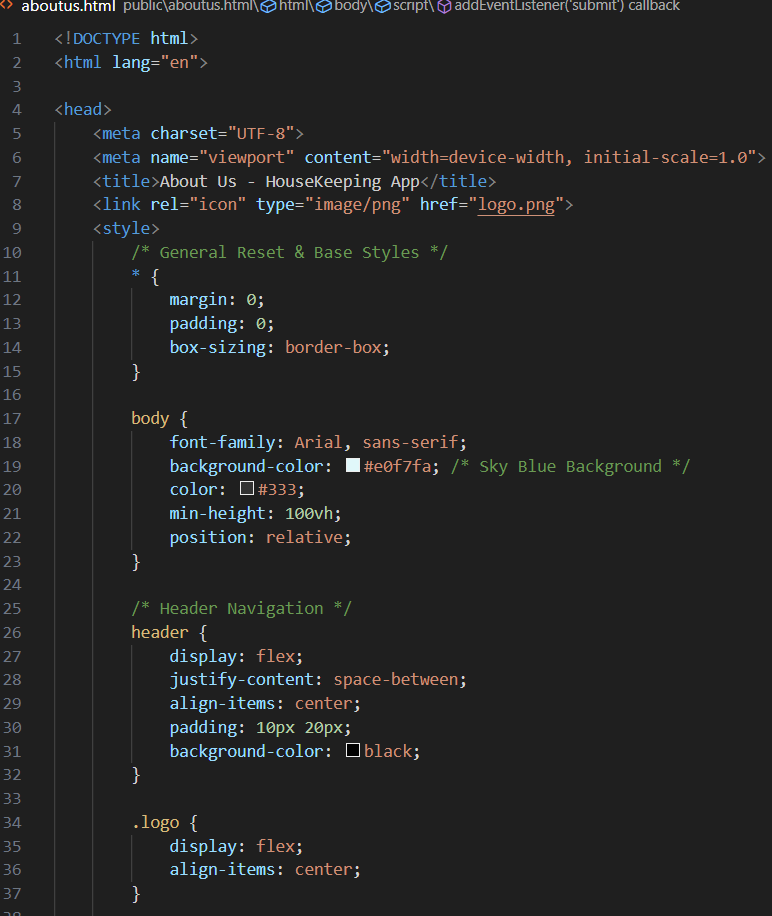 aboutus.html public\aboutus.html\html\body\script\addEventListener('submit') callback
1 <!DOCTYPE html>
2 <html lang="en">
3
4 <head>
5     <meta charset="UTF-8">
6     <meta name="viewport" content="width=device-width, initial-scale=1.0">
7     <title>About Us - HouseKeeping App</title>
8     <link rel="icon" type="image/png" href="logo.png">
9     <style>
10         /* General Reset & Base Styles */
11         * {
12             margin: 0;
13             padding: 0;
14             box-sizing: border-box;
15         }
16
17         body {
18             font-family: Arial, sans-serif;
19             background-color: #e0f7fa; /* Sky Blue Background */
20             color: #333;
21             min-height: 100vh;
22             position: relative;
23         }
24
25         /* Header Navigation */
26         header {
27             display: flex;
28             justify-content: space-between;
29             align-items: center;
30             padding: 10px 20px;
31             background-color: black;
32         }
33
34         .logo {
35             display: flex;
36             align-items: center;
37         }